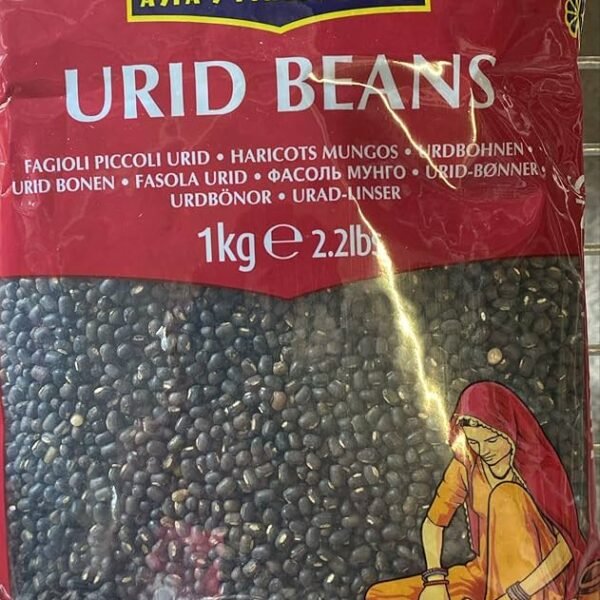 URID BEANS
FAGIOLI PICCOLI URID • HARICOTS MUNGOS • URDBOHNEN •
URID BONEN • FASOLA URID • ФАСОЛЬ МУНГО • URID-BØNNER •
URDBÖNOR • URAD-LINSER
1kg e 2.2lbs